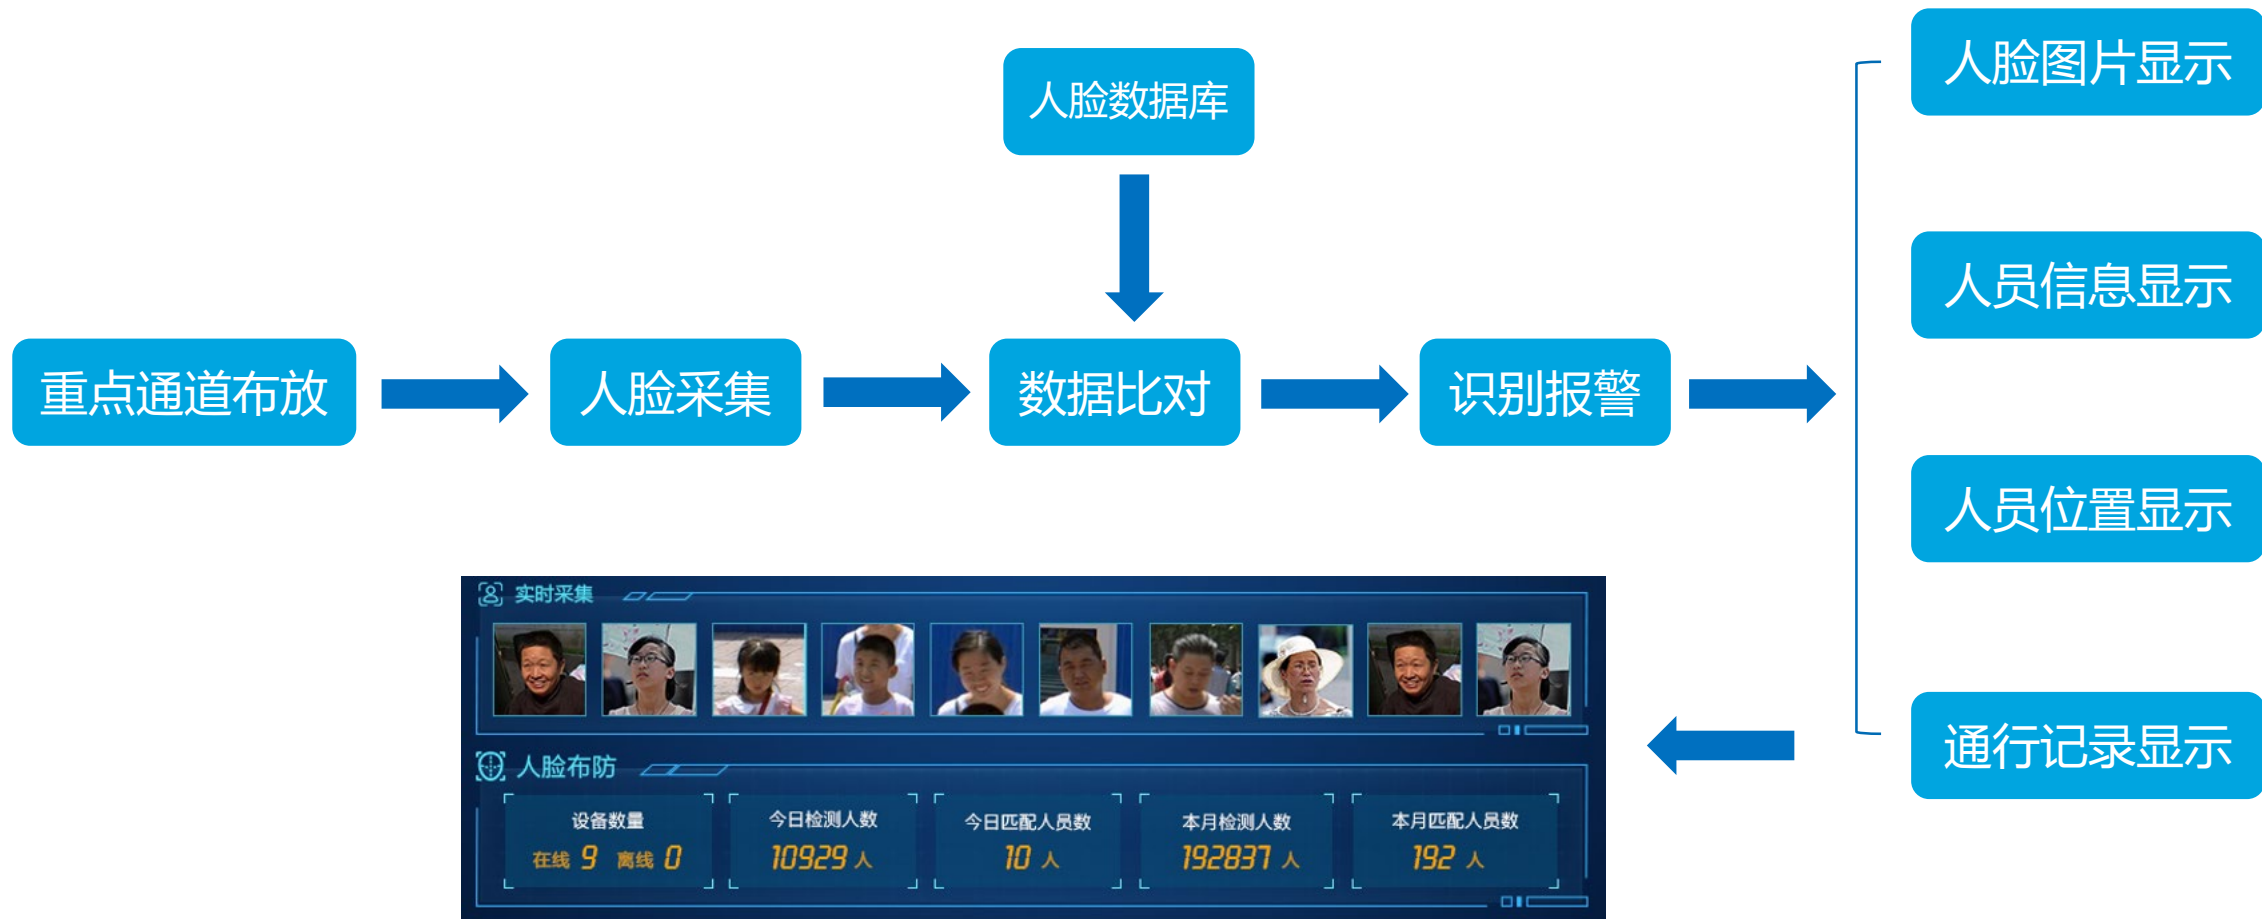 人脸图片显示
人脸数据库
人员信息显示
重点通道布放
人脸采集
数据比对
识别报警
人员位置显示
实时采集
通行记录显示
人脸布防
设备数量
在线 9 离线 0
今日检测人数
10929 人
今日匹配人员数
10 人
本月检测人数
192837 人
本月匹配人员数
192 人